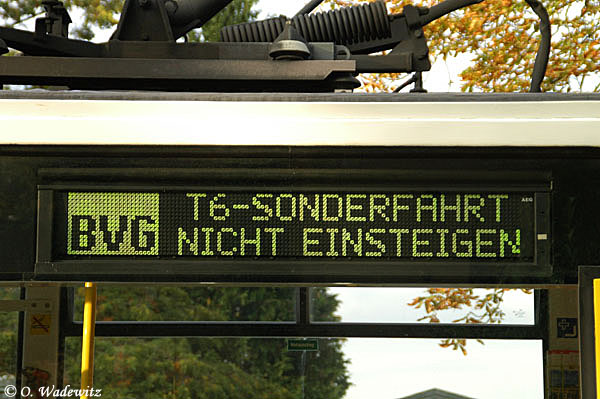 AEG
BVG
T6-SONDERFAHRT
NICHT EINSTEIGEN
© O. Wadewitz